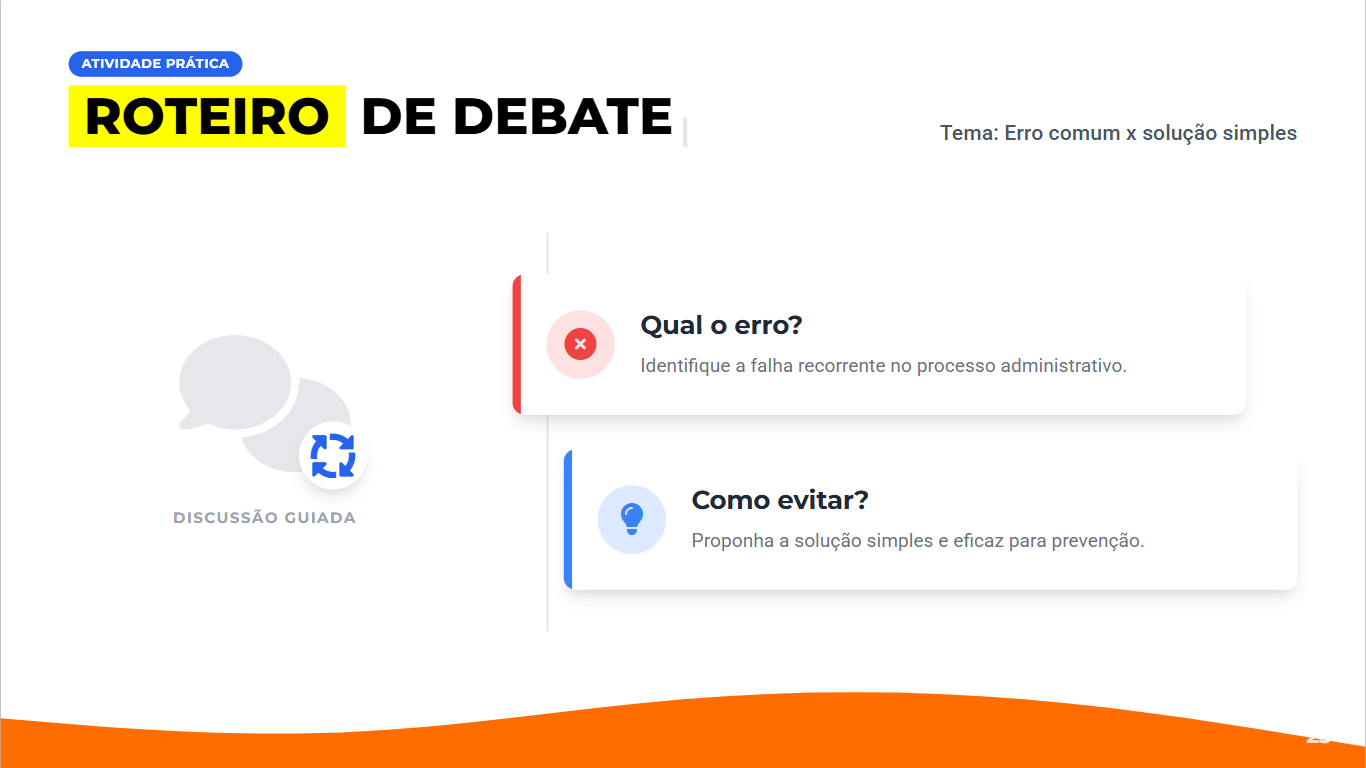 ATIVIDADE PRÁTICA
ROTEIRO DE DEBATE
Tema: Erro comum x solução simples
Qual o erro?
Identifique a falha recorrente no processo administrativo.
Como evitar?
Proponha a solução simples e eficaz para prevenção.
DISCUSSÃO GUIADA